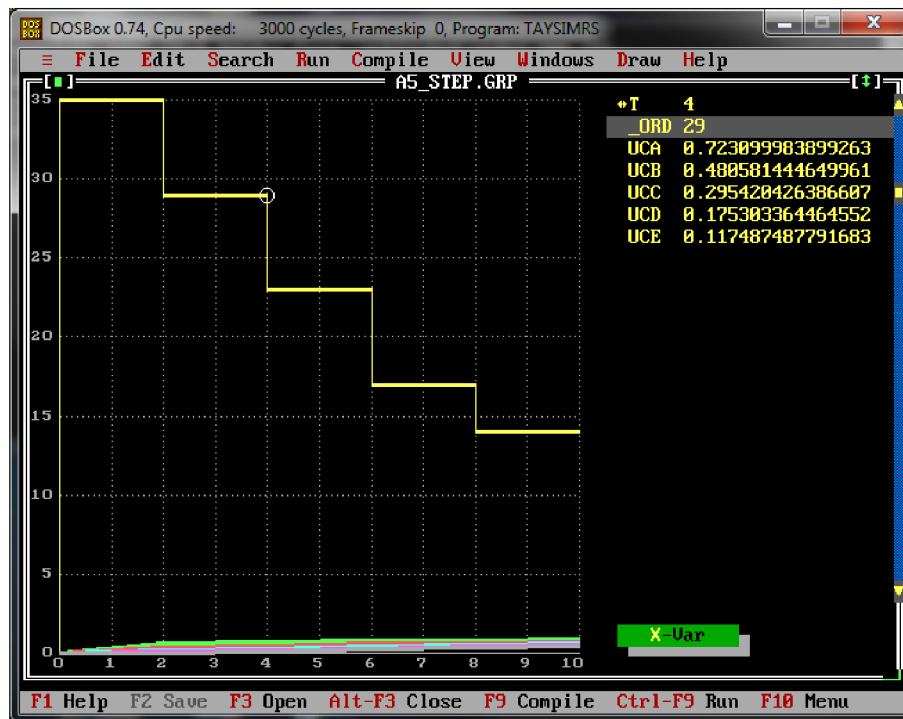 DOSBox 0.74, Cpu speed: 3000 cycles, Frameskip 0, Program: TAYSIMRS
≡ File Edit Search Run Compile View Windows Draw Help
[■] A5_STEP.GRP [↕]
35
30
25
20
15
10
5
0
0 1 2 3 4 5 6 7 8 9 10
↔T 4
_ORD 29
UCA 0.723099983899263
UCB 0.480581444649961
UCC 0.295420426386607
UCD 0.175303364464552
UCE 0.117487487791683
X-Var
F1 Help F2 Save F3 Open Alt-F3 Close F9 Compile Ctrl-F9 Run F10 Menu